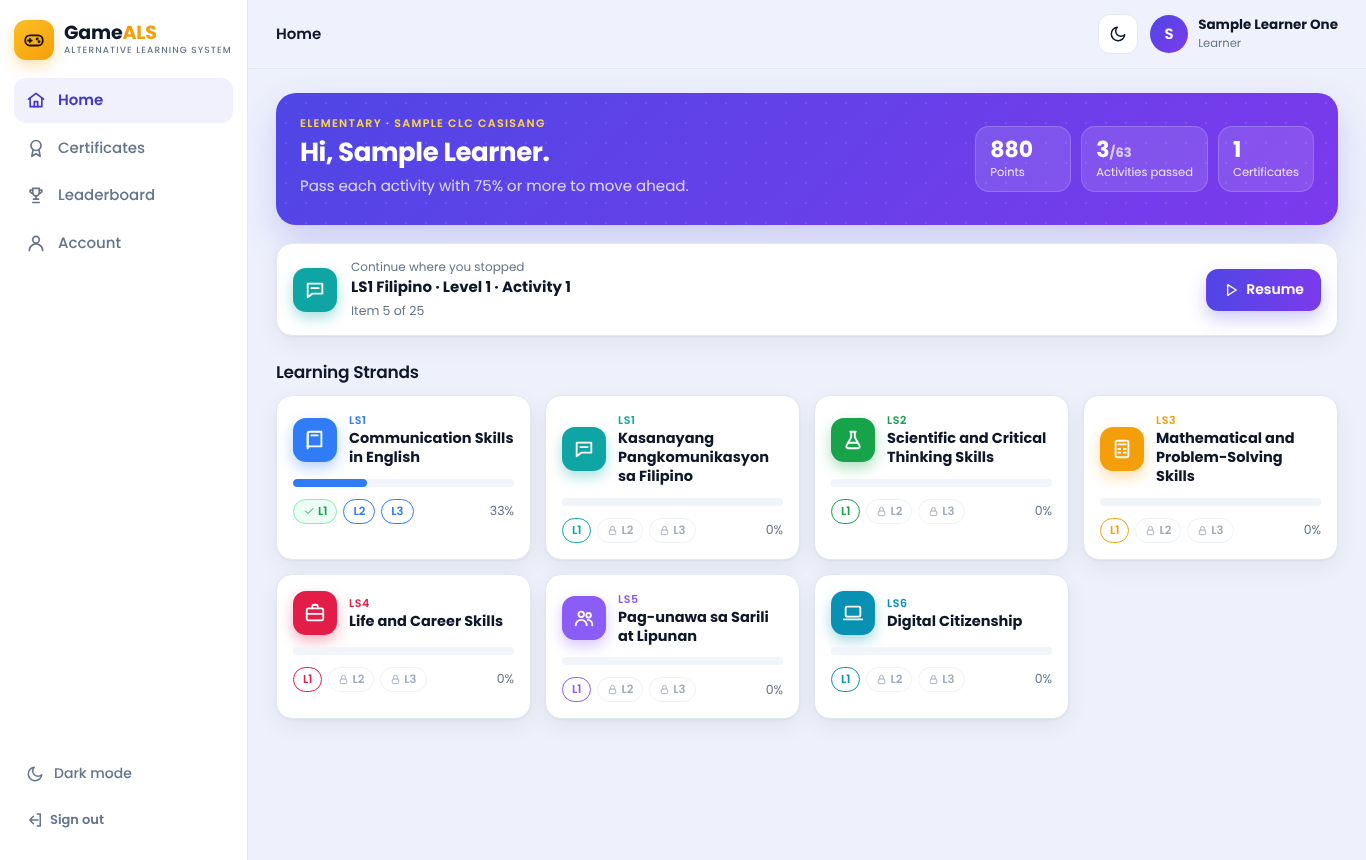 GameALS
ALTERNATIVE LEARNING SYSTEM
Home
Certificates
Leaderboard
Account
Dark mode
Sign out
Home
S
Sample Learner One
Learner
ELEMENTARY · SAMPLE CLC CASISANG
Hi, Sample Learner.
Pass each activity with 75% or more to move ahead.
880
Points
3/63
Activities passed
1
Certificates
Continue where you stopped
LS1 Filipino · Level 1 · Activity 1
Item 5 of 25
Resume
Learning Strands
LS1
Communication Skills
in English
L1 L2 L3 33%
LS1
Kasanayang
Pangkomunikasyon
sa Filipino
L1 L2 L3 0%
LS2
Scientific and Critical
Thinking Skills
L1 L2 L3 0%
LS3
Mathematical and
Problem-Solving
Skills
L1 L2 L3 0%
LS4
Life and Career Skills
L1 L2 L3 0%
LS5
Pag-unawa sa Sarili
at Lipunan
L1 L2 L3 0%
LS6
Digital Citizenship
L1 L2 L3 0%